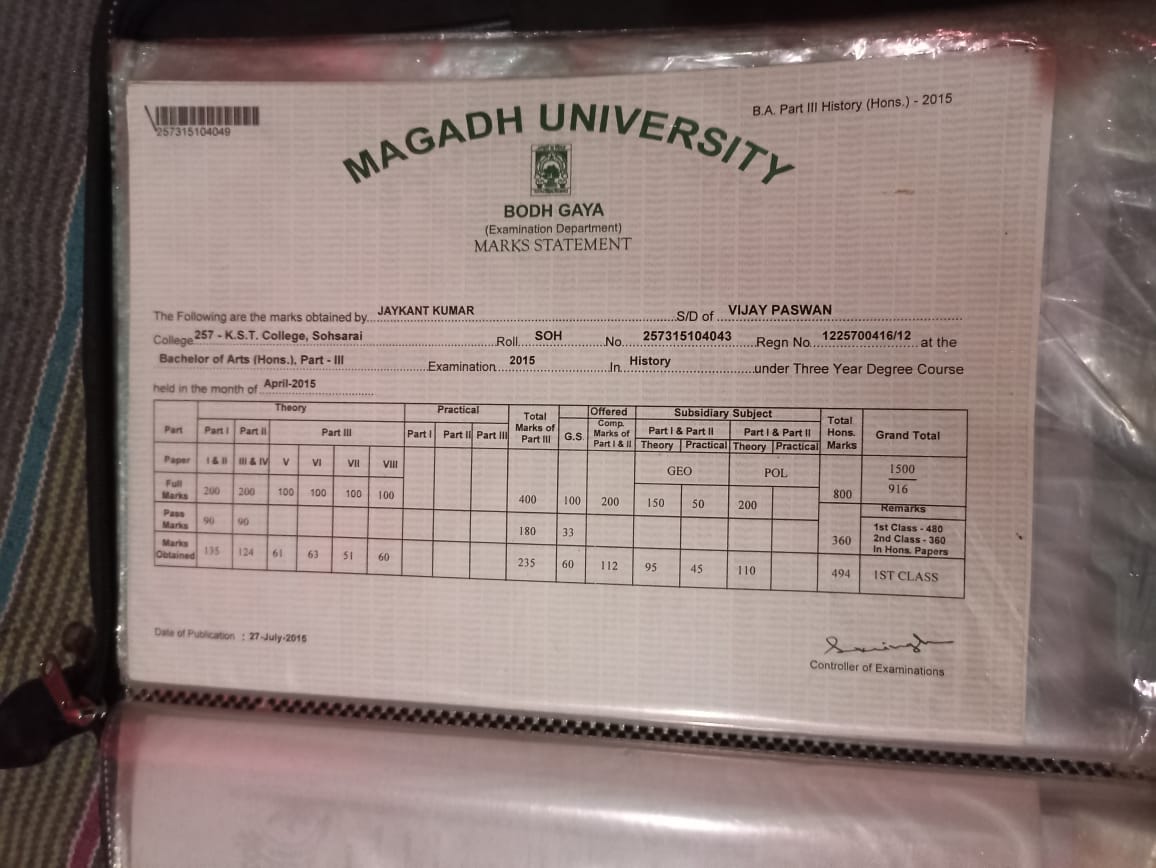 B.A. Part III History (Hons.) - 2015
257315104049
MAGADH UNIVERSITY
BODH GAYA
(Examination Department)
MARKS STATEMENT
The Following are the marks obtained by JAYKANT KUMAR S/D of VIJAY PASWAN
College 257 - K.S.T. College, Sohsarai Roll SOH No. 257315104043 Regn No. 1225700416/12 at the
Bachelor of Arts (Hons.), Part - III Examination 2015 In History under Three Year Degree Course
held in the month of April-2015
Theory Practical Total Marks of Part III G.S. Offered Comp. Marks of Part I & II Subsidiary Subject Total Hons. Marks Grand Total
Part Part I Part II Part III Part I Part II Part III Part I & II Part I & II
Theory Practical Theory Practical
Paper I & II III & IV V VI VII VIII GEO POL 1500
916
Full Marks 200 200 100 100 100 100 400 100 200 150 50 200 800
Remarks
Pass Marks 90 90 180 33 360 1st Class - 480
2nd Class - 360
In Hons. Papers
Marks Obtained 135 124 61 63 51 60 235 60 112 95 45 110 494 1ST CLASS
Date of Publication : 27-July-2015
Controller of Examinations